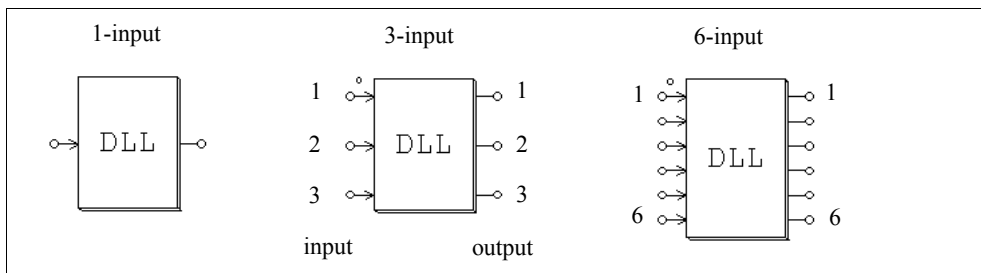 1-input 3-input 6-input
1 1 1 1
2 DLL 2
DLL DLL
3 3
6 6
input output